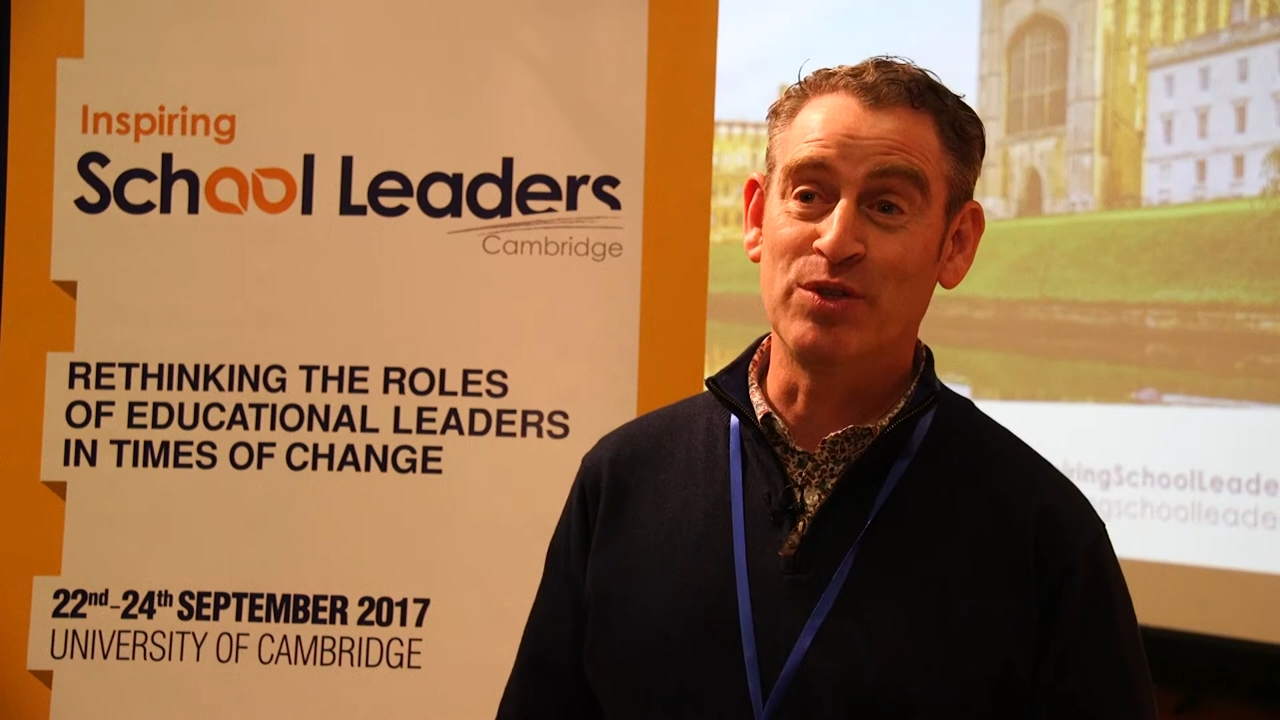 Inspiring
School Leaders
Cambridge
RETHINKING THE ROLES
OF EDUCATIONAL LEADERS
IN TIMES OF CHANGE
22nd-24th SEPTEMBER 2017
UNIVERSITY OF CAMBRIDGE